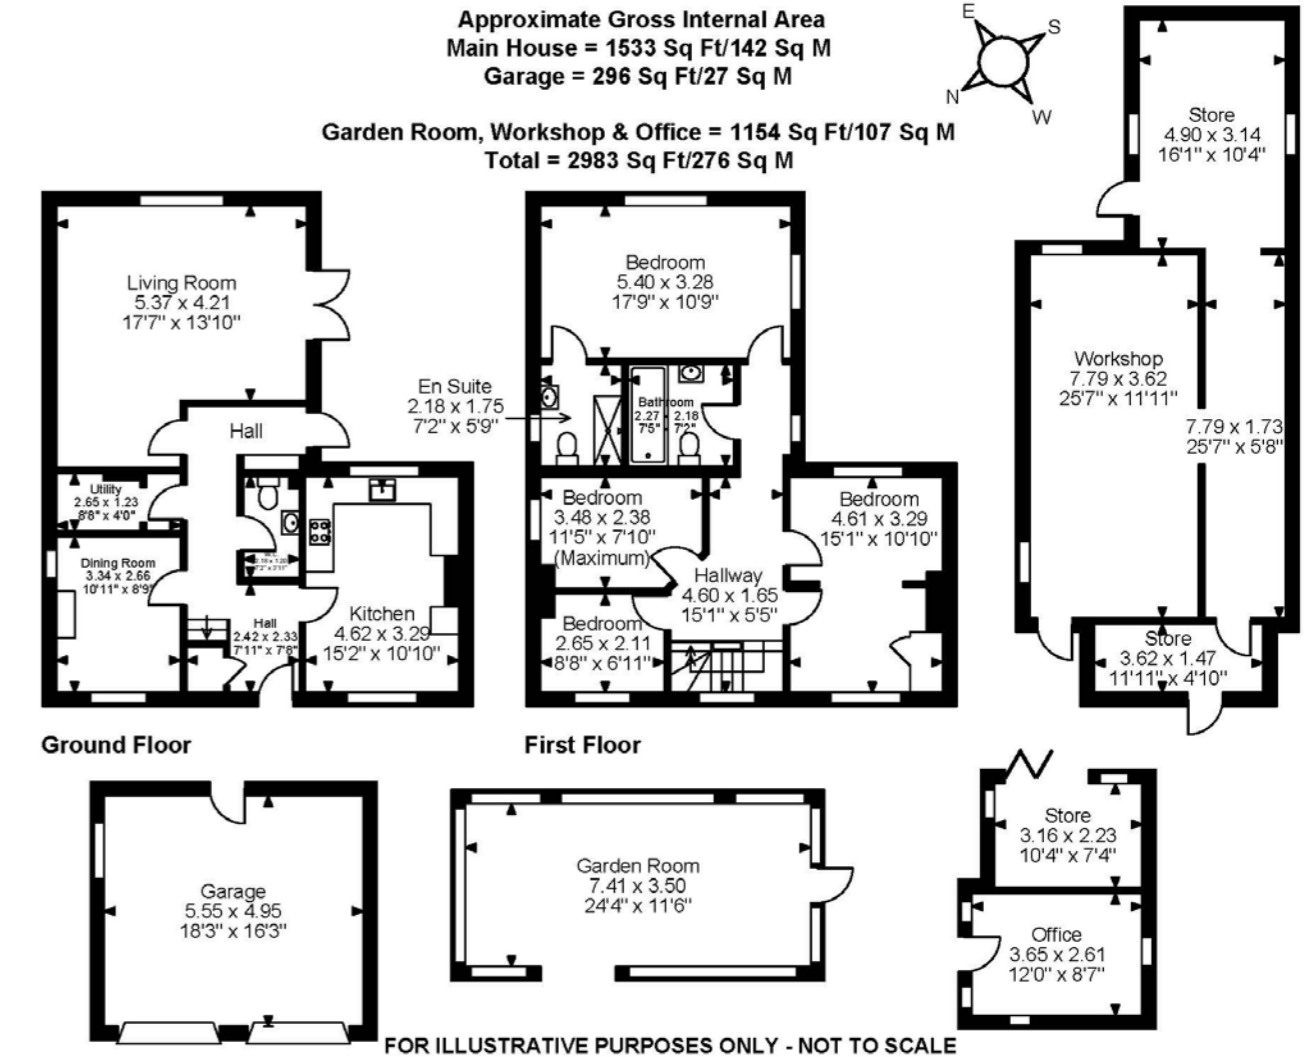 Approximate Gross Internal Area
Main House = 1533 Sq Ft/142 Sq M
Garage = 296 Sq Ft/27 Sq M
Garden Room, Workshop & Office = 1154 Sq Ft/107 Sq M
Total = 2983 Sq Ft/276 Sq M
E
S
N
W
Living Room
5.37 x 4.21
17'7" x 13'10"
Hall
Utility
2.65 x 1.23
8'8" x 4'0"
Dining Room
3.34 x 2.66
10'11" x 8'9"
W.C.
Hall
2.42 x 2.33
7'11" x 7'8"
Kitchen
4.62 x 3.29
15'2" x 10'10"
Ground Floor
Bedroom
5.40 x 3.28
17'9" x 10'9"
En Suite
2.18 x 1.75
7'2" x 5'9"
Bathroom
2.27 2.18
7'5" 7'2"
Bedroom
3.48 x 2.38
11'5" x 7'10"
(Maximum)
Bedroom
4.61 x 3.29
15'1" x 10'10"
Hallway
4.60 x 1.65
15'1" x 5'5"
Bedroom
2.65 x 2.11
8'8" x 6'11"
First Floor
Store
4.90 x 3.14
16'1" x 10'4"
Workshop
7.79 x 3.62
25'7" x 11'11"
7.79 x 1.73
25'7" x 5'8"
Store
3.62 x 1.47
11'11" x 4'10"
Garage
5.55 x 4.95
18'3" x 16'3"
Garden Room
7.41 x 3.50
24'4" x 11'6"
Store
3.16 x 2.23
10'4" x 7'4"
Office
3.65 x 2.61
12'0" x 8'7"
FOR ILLUSTRATIVE PURPOSES ONLY - NOT TO SCALE